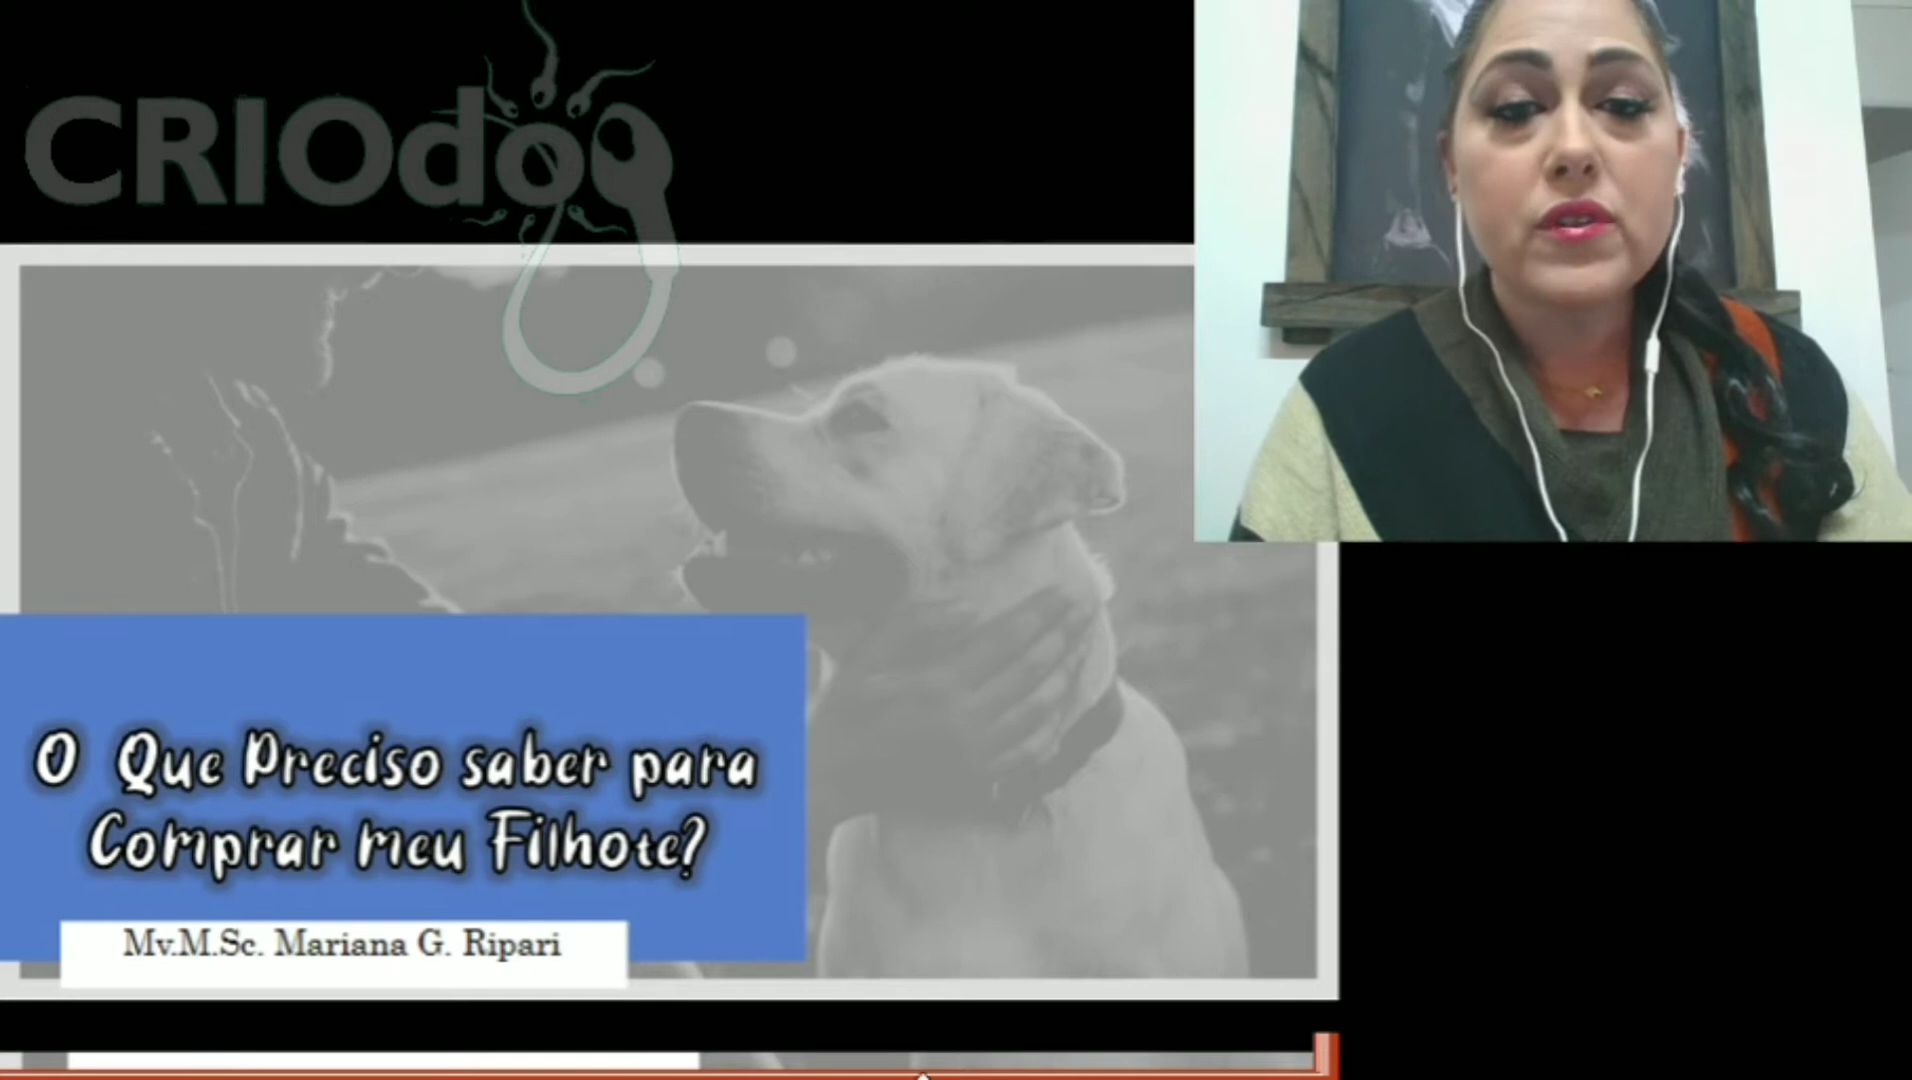 CRIOdog
O Que Preciso saber para
Comprar meu Filhote?
Mv.M.Sc. Mariana G. Ripari